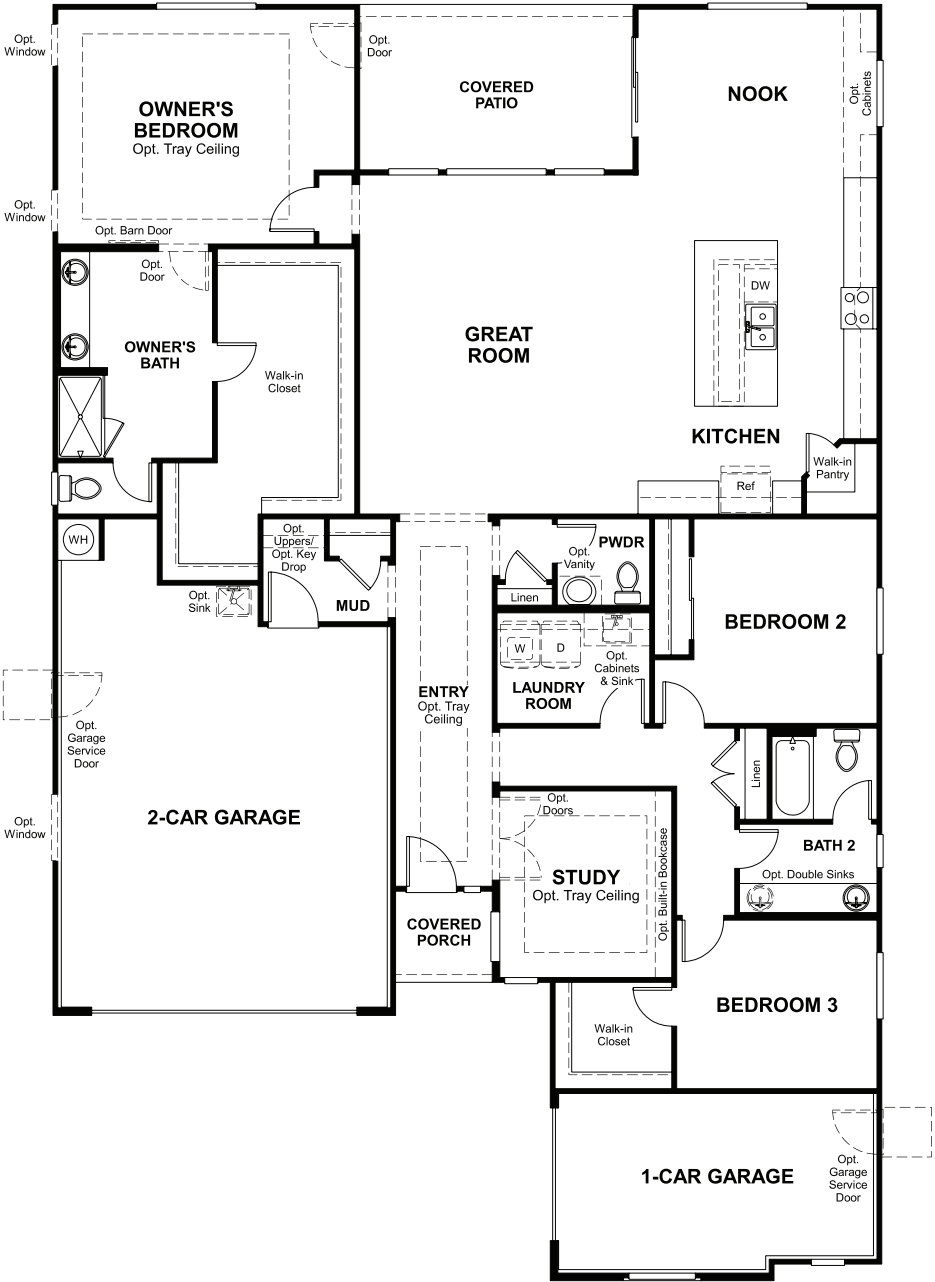 Opt.
Window
Opt.
Door
OWNER'S
BEDROOM
Opt. Tray Ceiling
COVERED
PATIO
NOOK
Opt.
Cabinets
Opt.
Window
Opt. Barn Door
Opt.
Door
OWNER'S
BATH
Walk-in
Closet
GREAT
ROOM
DW
KITCHEN
Walk-in
Pantry
Ref
WH
Opt.
Uppers/
Opt. Key
Drop
Opt.
Sink
MUD
PWDR
Opt.
Vanity
Linen
BEDROOM 2
W
D
Opt.
Cabinets
& Sink
LAUNDRY
ROOM
ENTRY
Opt. Tray
Ceiling
Opt.
Garage
Service
Door
Linen
2-CAR GARAGE
Opt.
Window
Opt.
Doors
STUDY
Opt. Tray Ceiling
Opt. Built-in Bookcase
BATH 2
Opt. Double Sinks
COVERED
PORCH
BEDROOM 3
Walk-in
Closet
1-CAR GARAGE
Opt.
Garage
Service
Door